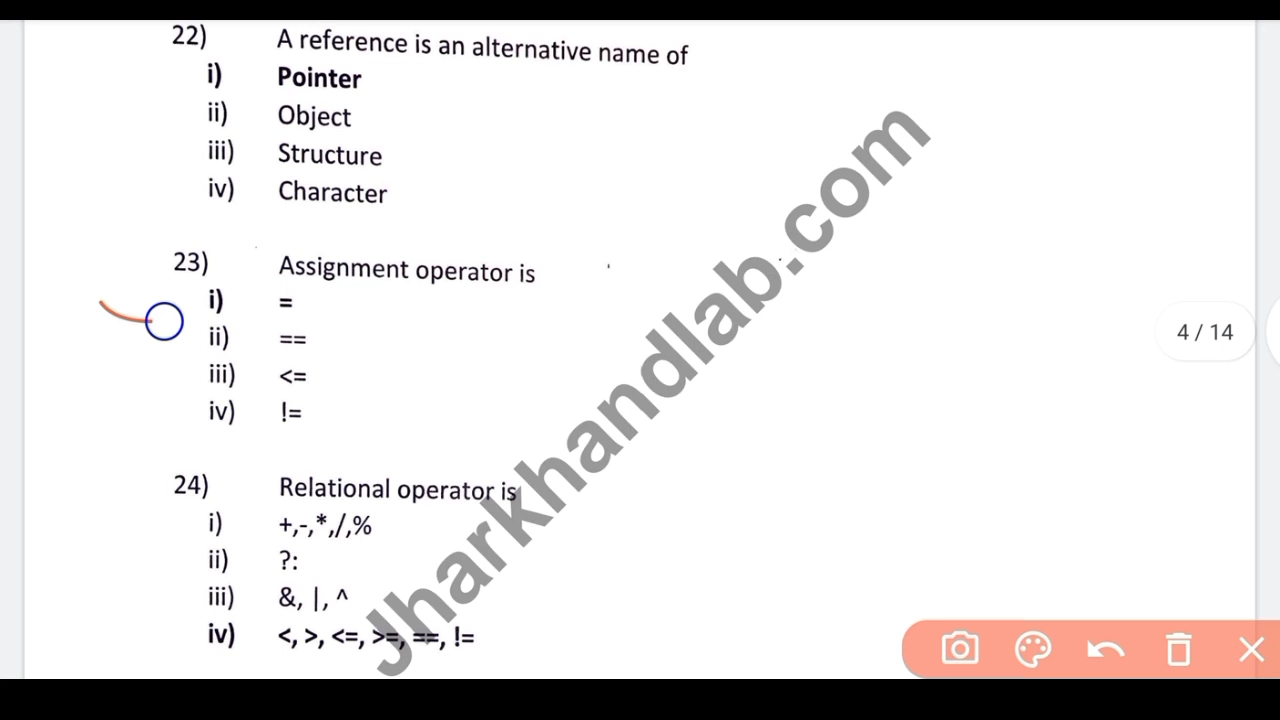 22) A reference is an alternative name of
i) Pointer
ii) Object
iii) Structure
iv) Character
23) Assignment operator is
i) =
ii) ==
iii) <=
iv) !=
24) Relational operator is
i) +,-,*,/,%
ii) ?:
iii) &, |, ^
iv) <, >, <=, >=, ==, !=
Jharkhandlab.com
4 / 14